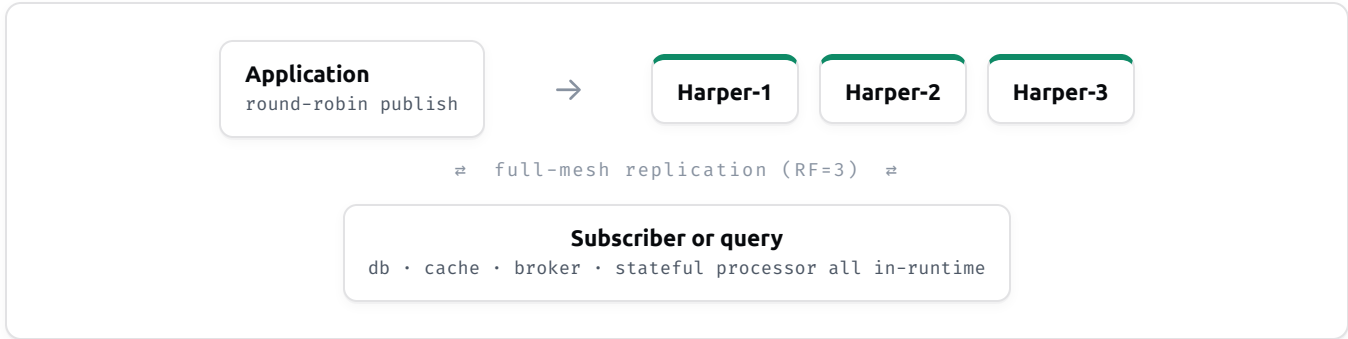 Application
round-robin publish
→
Harper-1
Harper-2
Harper-3
⇄ full-mesh replication (RF=3) ⇄
Subscriber or query
db · cache · broker · stateful processor all in-runtime